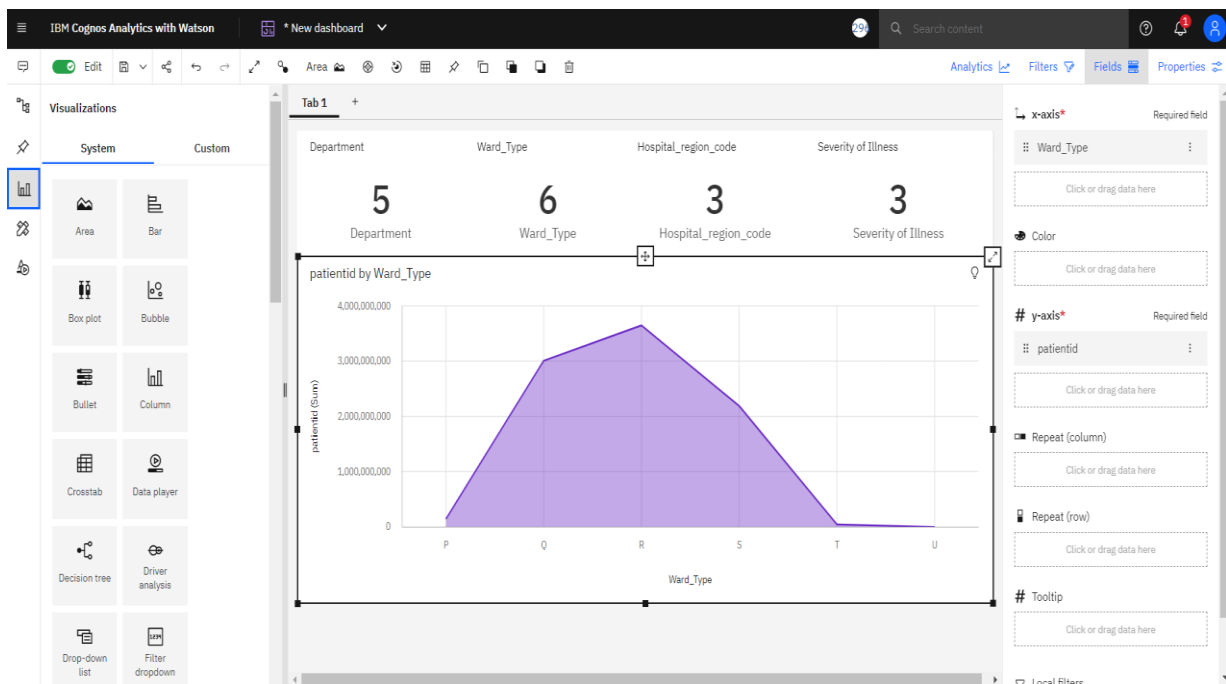 IBM Cognos Analytics with Watson
* New dashboard
296
Search content
1
Edit
Area
Analytics
Filters
Fields
Properties
Visualizations
System
Custom
Area
Bar
Box plot
Bubble
Bullet
Column
Crosstab
Data player
Decision tree
Driver
analysis
Drop-down
list
Filter
dropdown
Tab 1
+
Department
Ward_Type
Hospital_region_code
Severity of Illness
5
6
3
3
Department
Ward_Type
Hospital_region_code
Severity of Illness
patientid by Ward_Type
patientid (Sum)
4,000,000,000
3,000,000,000
2,000,000,000
1,000,000,000
0
P
Q
R
S
T
U
Ward_Type
x-axis*
Required field
Ward_Type
Click or drag data here
Color
Click or drag data here
# y-axis*
Required field
patientid
Click or drag data here
Repeat (column)
Click or drag data here
Repeat (row)
Click or drag data here
# Tooltip
Click or drag data here
Local filters